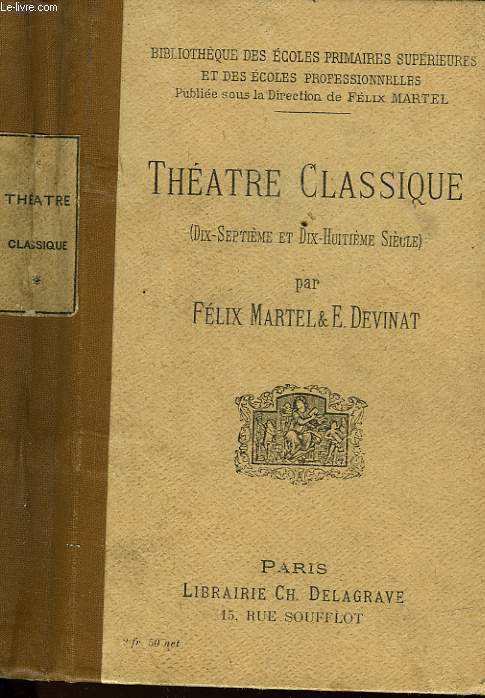 Le-livre.com
THÉATRE
CLASSIQUE
*
BIBLIOTHÈQUE DES ÉCOLES PRIMAIRES SUPÉRIEURES
ET DES ÉCOLES PROFESSIONNELLES
Publiée sous la Direction de FÉLIX MARTEL
THÉATRE CLASSIQUE
(DIX-SEPTIÈME ET DIX-HUITIÈME SIÈCLE)
par
FÉLIX MARTEL & E. DEVINAT
PARIS
LIBRAIRIE CH. DELAGRAVE
15, RUE SOUFFLOT
2 fr. 50 net